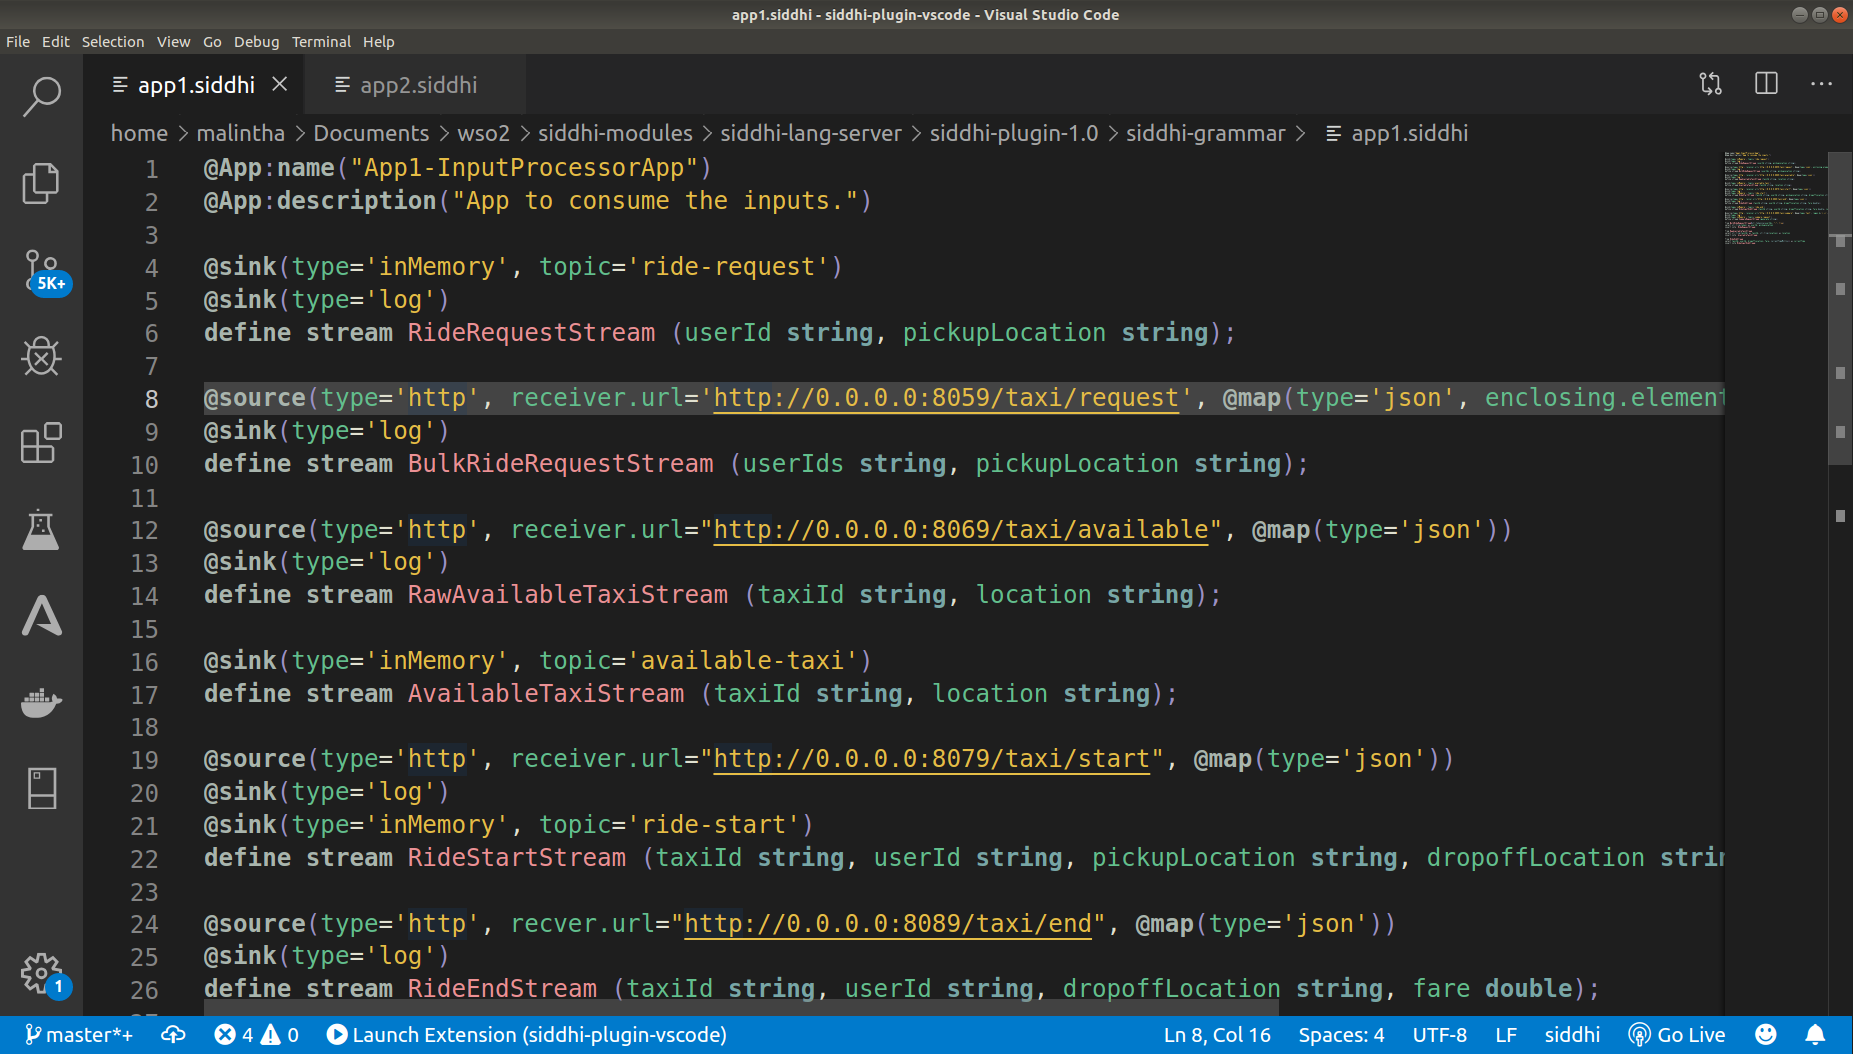 app1.siddhi - siddhi-plugin-vscode - Visual Studio Code
File Edit Selection View Go Debug Terminal Help
app1.siddhi app2.siddhi
home > malintha > Documents > wso2 > siddhi-modules > siddhi-lang-server > siddhi-plugin-1.0 > siddhi-grammar > app1.siddhi
1 @App:name("App1-InputProcessorApp")
2 @App:description("App to consume the inputs.")
3
4 @sink(type='inMemory', topic='ride-request')
5 @sink(type='log')
6 define stream RideRequestStream (userId string, pickupLocation string);
7
8 @source(type='http', receiver.url='http://0.0.0.0:8059/taxi/request', @map(type='json', enclosing.element
9 @sink(type='log')
10 define stream BulkRideRequestStream (userIds string, pickupLocation string);
11
12 @source(type='http', receiver.url="http://0.0.0.0:8069/taxi/available", @map(type='json'))
13 @sink(type='log')
14 define stream RawAvailableTaxiStream (taxiId string, location string);
15
16 @sink(type='inMemory', topic='available-taxi')
17 define stream AvailableTaxiStream (taxiId string, location string);
18
19 @source(type='http', receiver.url="http://0.0.0.0:8079/taxi/start", @map(type='json'))
20 @sink(type='log')
21 @sink(type='inMemory', topic='ride-start')
22 define stream RideStartStream (taxiId string, userId string, pickupLocation string, dropoffLocation strin
23
24 @source(type='http', recver.url="http://0.0.0.0:8089/taxi/end", @map(type='json'))
25 @sink(type='log')
26 define stream RideEndStream (taxiId string, userId string, dropoffLocation string, fare double);
5K+
1
master*+ 4 0 Launch Extension (siddhi-plugin-vscode) Ln 8, Col 16 Spaces: 4 UTF-8 LF siddhi Go Live